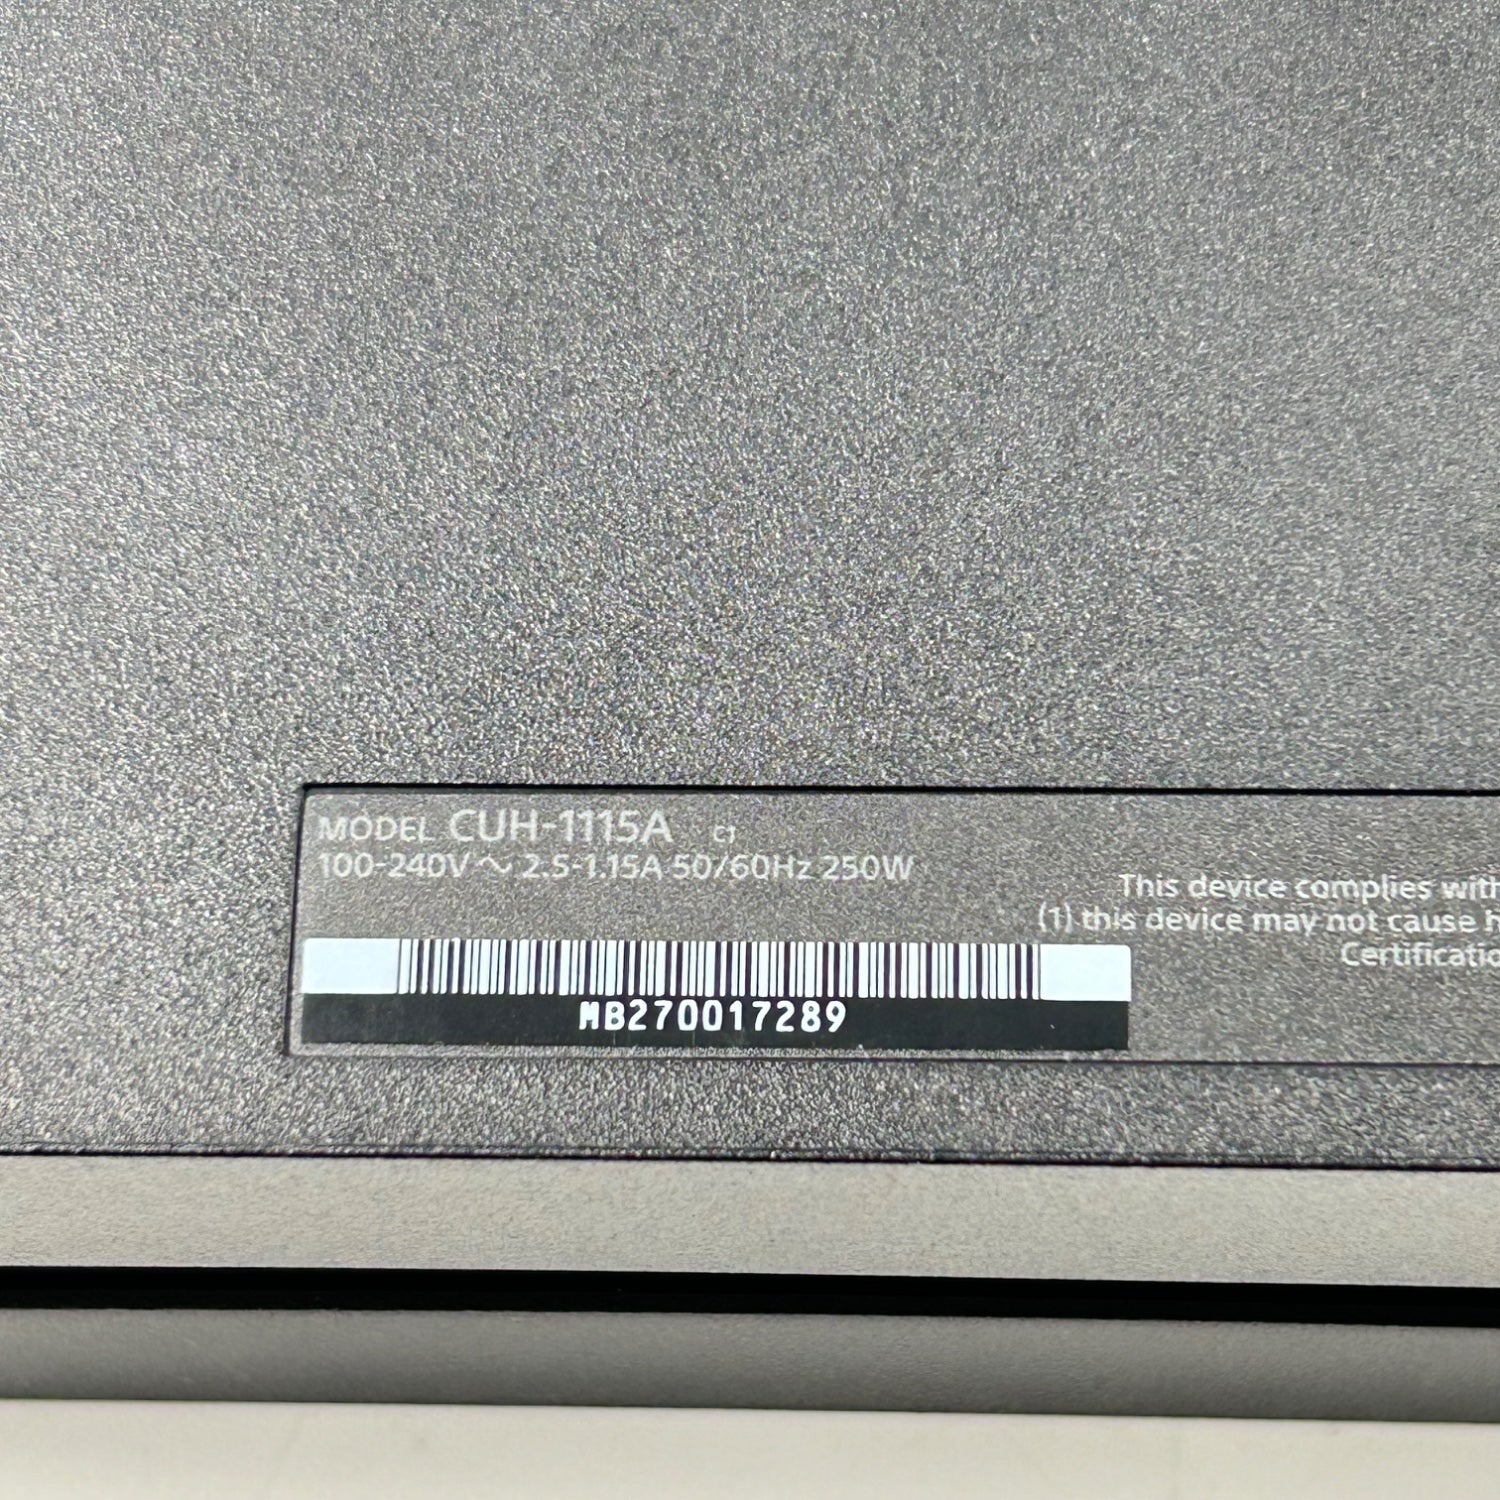 MODEL CUH-1115A C1
100-240V ~ 2.5-1.15A 50/60Hz 250W
This device complies with
(1) this device may not cause h
Certificatio
MB270017289